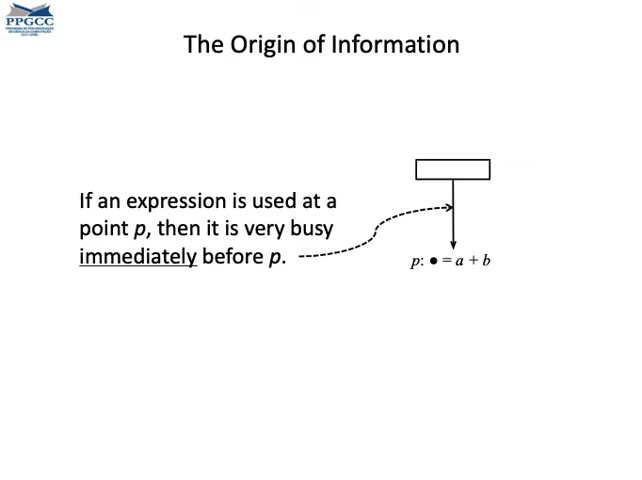 PPGCC
The Origin of Information
If an expression is used at a
point p, then it is very busy
immediately before p.
p: ● = a + b